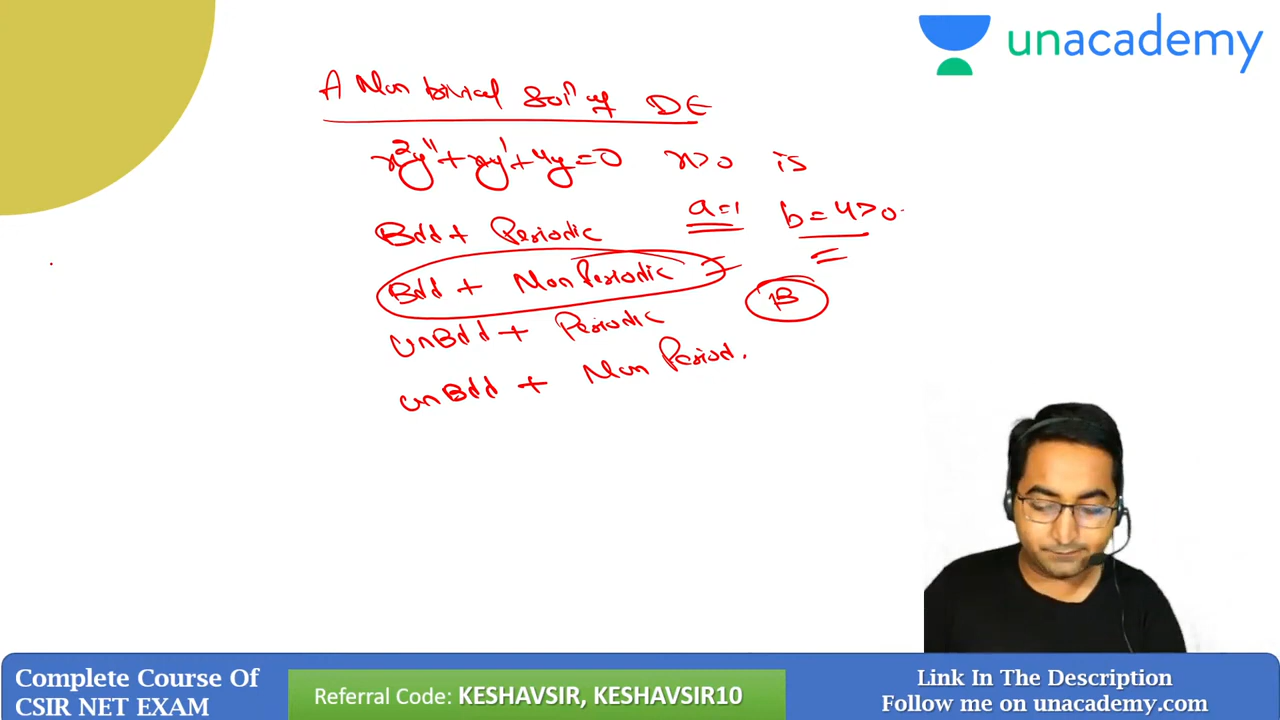 unacademy
A Non trivial Solⁿ of DE
x²y'' + xy' + 4y = 0 x>0 is
a=1 b=4>0
Bdd + Periodic
Bdd + Non Periodic
B
unBdd + Periodic
unBdd + Non Period.
Complete Course Of
CSIR NET EXAM
Referral Code: KESHAVSIR, KESHAVSIR10
Link In The Description
Follow me on unacademy.com